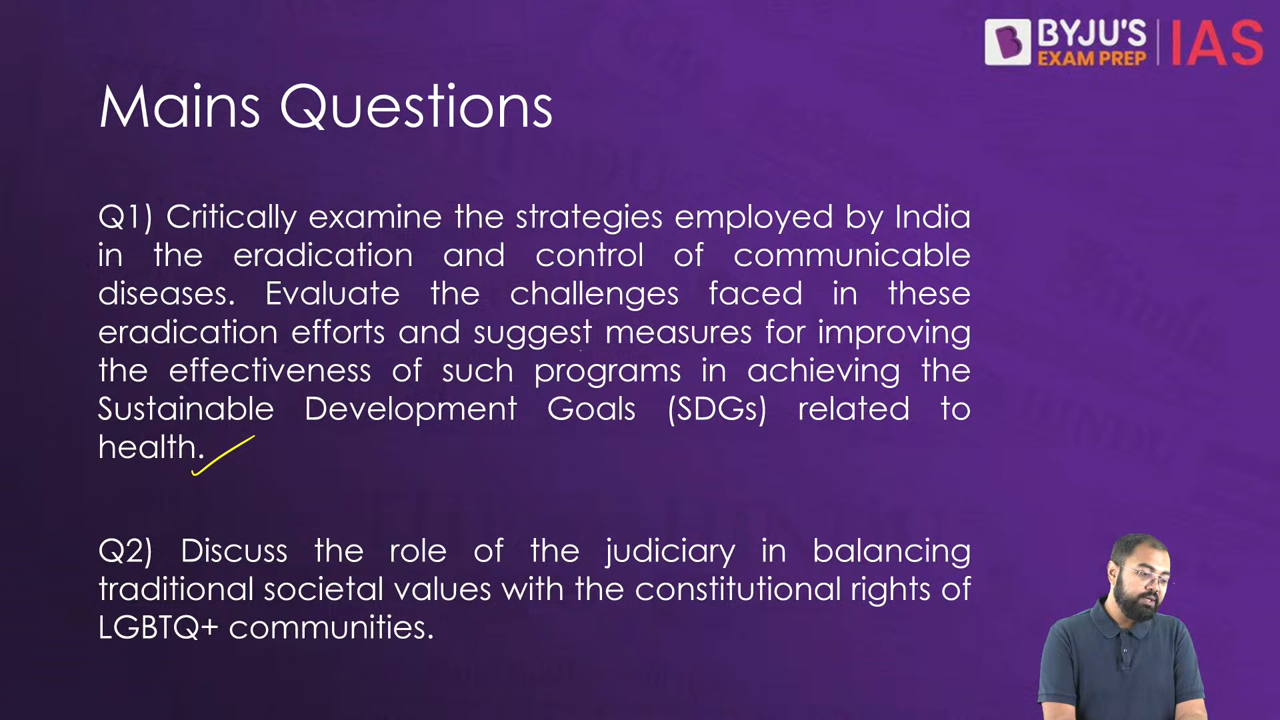 BYJU'S
EXAM PREP
IAS
Mains Questions
Q1) Critically examine the strategies employed by India
in the eradication and control of communicable
diseases. Evaluate the challenges faced in these
eradication efforts and suggest measures for improving
the effectiveness of such programs in achieving the
Sustainable Development Goals (SDGs) related to
health.
Q2) Discuss the role of the judiciary in balancing
traditional societal values with the constitutional rights of
LGBTQ+ communities.